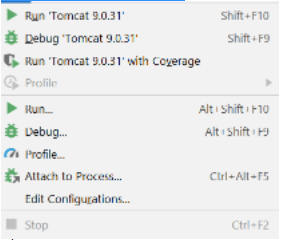 Run 'Tomcat 9.0.31' Shift+F10
Debug 'Tomcat 9.0.31' Shift+F9
Run 'Tomcat 9.0.31' with Coverage
Profile
Run... Alt+Shift+F10
Debug... Alt+Shift+F9
Profile...
Attach to Process... Ctrl+Alt+F5
Edit Configurations...
Stop Ctrl+F2